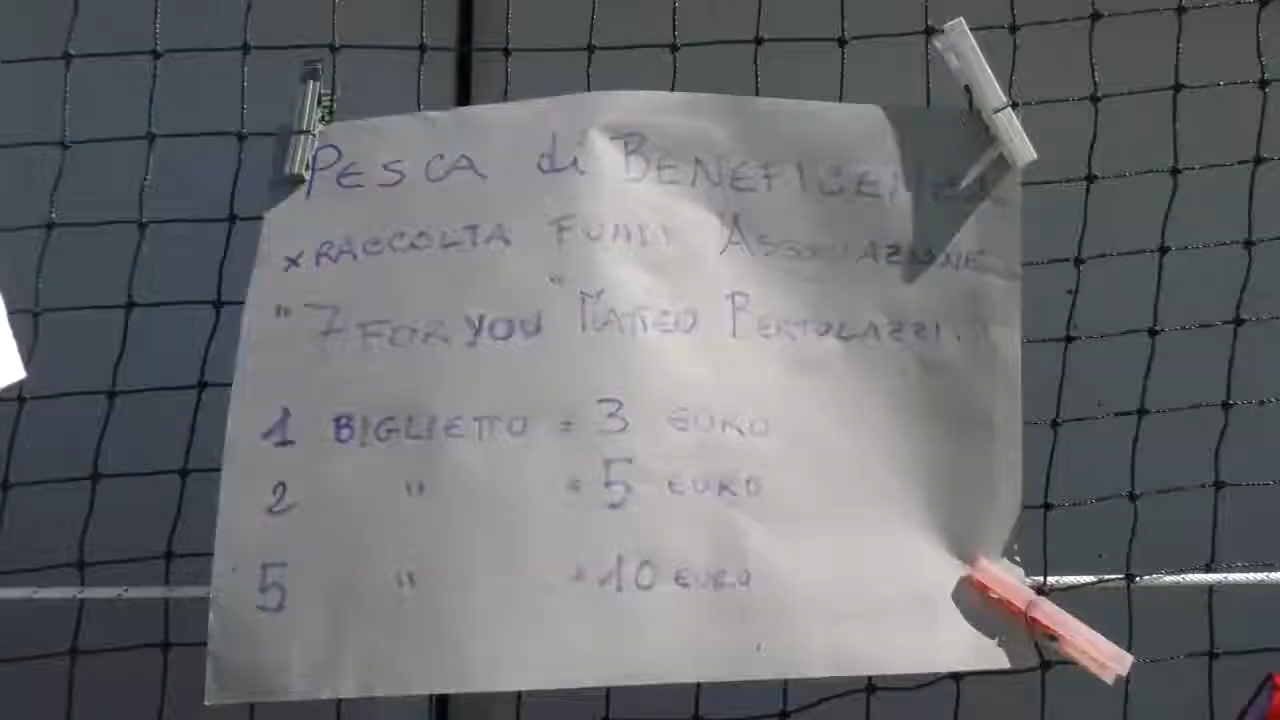 PESCA di BENEFICENZA
x RACCOLTA FONDI ASSOCIAZIONE
"7 FOR YOU" MATTEO BERTOLAZZI.
1 BIGLIETTO = 3 EURO
2 " = 5 EURO
5 " = 10 EURO